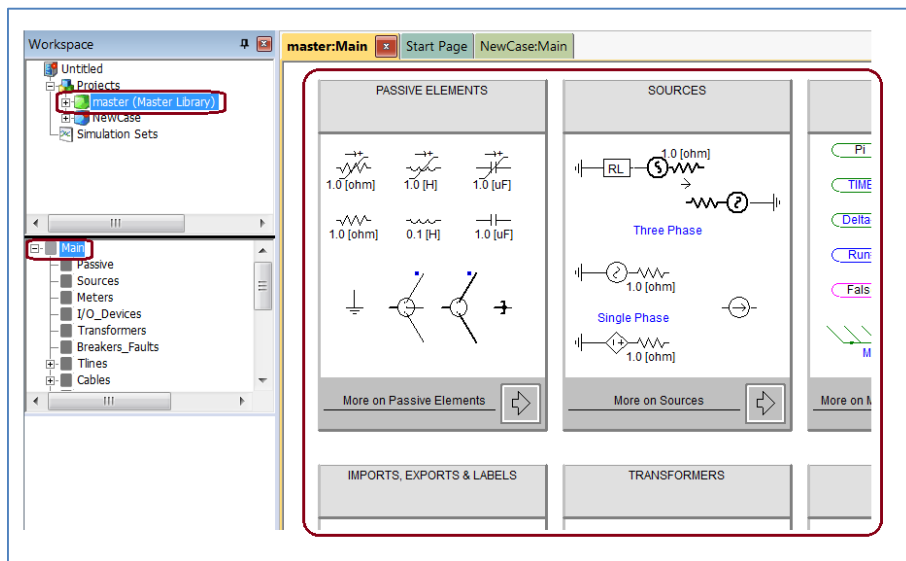 Workspace
Untitled
Projects
master (Master Library)
NewCase
Simulation Sets
Main
Passive
Sources
Meters
I/O_Devices
Transformers
Breakers_Faults
Tlines
Cables
master:Main
Start Page
NewCase:Main
PASSIVE ELEMENTS
1.0 [ohm] 1.0 [H] 1.0 [uF]
1.0 [ohm] 0.1 [H] 1.0 [uF]
More on Passive Elements
SOURCES
1.0 [ohm]
RL
Three Phase
1.0 [ohm]
Single Phase
1.0 [ohm]
More on Sources
Pi
TIME
Delta
Run
Fals
M
More on
IMPORTS, EXPORTS & LABELS
TRANSFORMERS